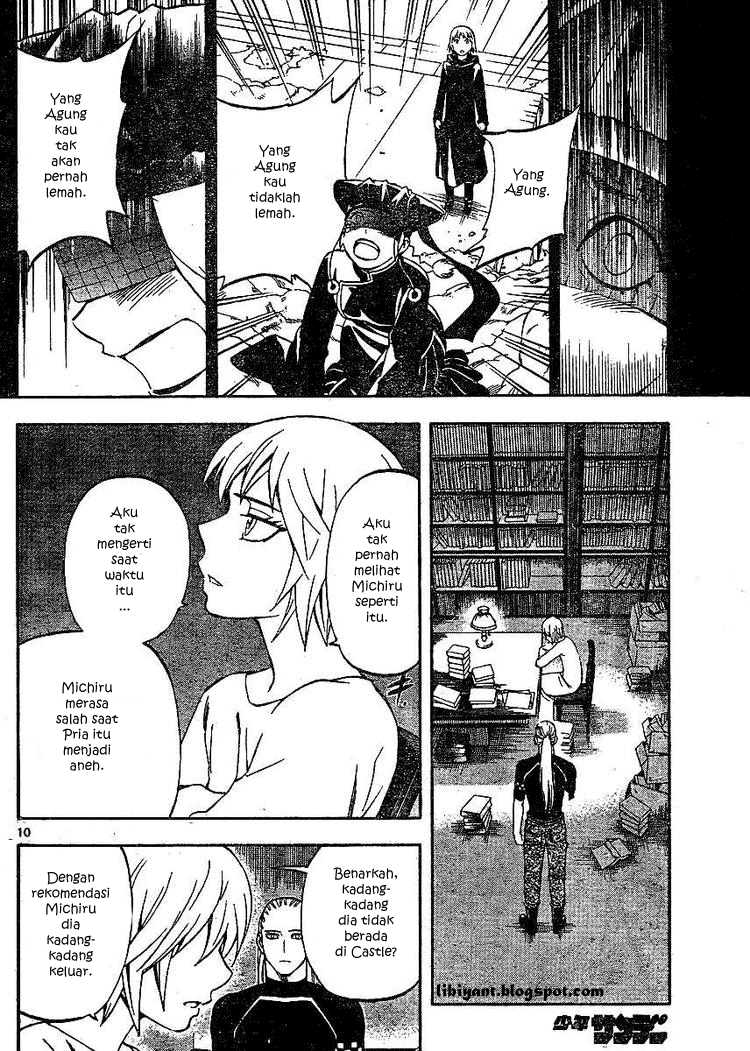 Yang
Agung.
Yang
Agung
kau
tidaklah
lemah.
Yang
Agung
kau
tak
akan
pernah
lemah.
Aku
tak
pernah
melihat
Michiru
seperti
itu.
Aku
tak
mengerti
saat
waktu
itu
...
Michiru
merasa
salah saat
Pria itu
menjadi
aneh.
10
Benarkah,
kadang-
kadang
dia tidak
berada
di Castle?
Dengan
rekomendasi
Michiru
dia
kadang-
kadang
keluar.
libiyant.blogspot.com